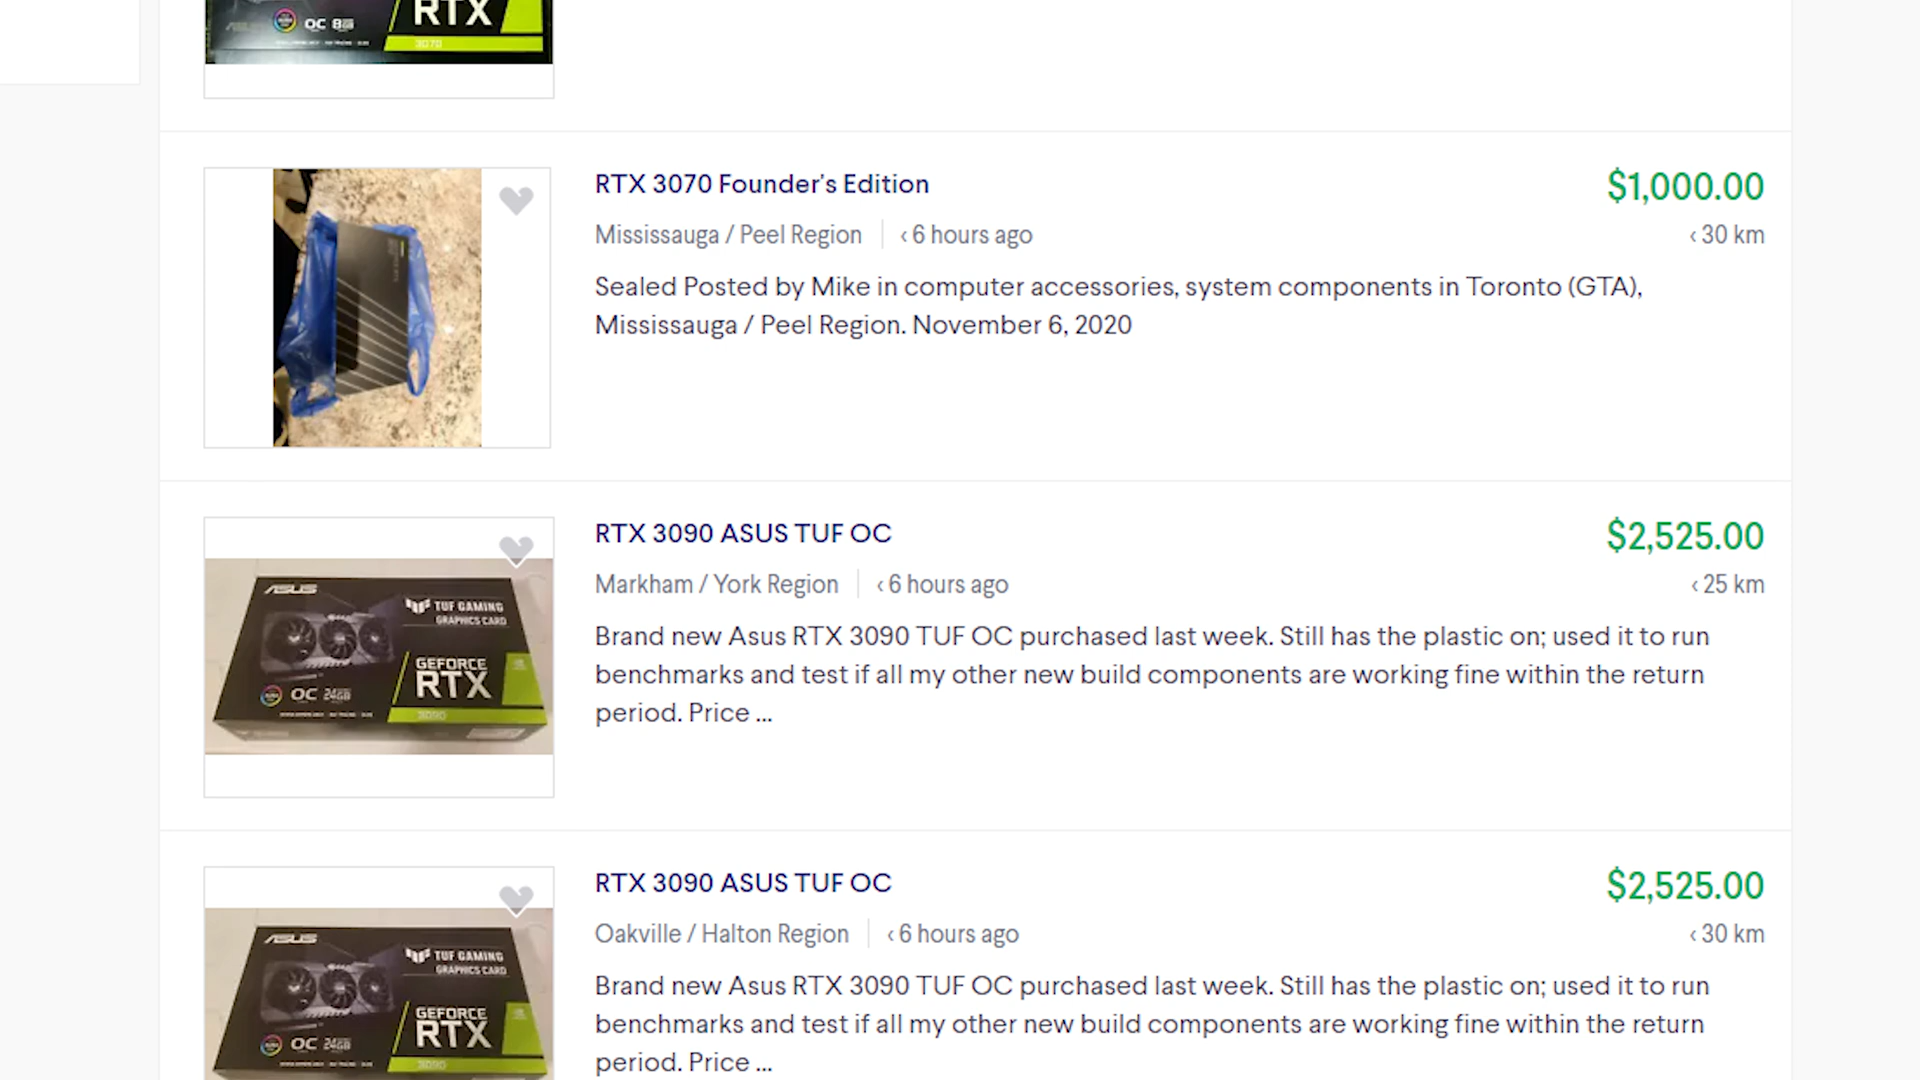 OC 8GB
RTX
3070
RTX 3070 Founder's Edition
$1,000.00
Mississauga / Peel Region
< 6 hours ago
< 30 km
Sealed Posted by Mike in computer accessories, system components in Toronto (GTA),
Mississauga / Peel Region. November 6, 2020
RTX 3090 ASUS TUF OC
$2,525.00
Markham / York Region
< 6 hours ago
< 25 km
Brand new Asus RTX 3090 TUF OC purchased last week. Still has the plastic on; used it to run
benchmarks and test if all my other new build components are working fine within the return
period. Price ...
ASUS
TUF GAMING
GRAPHICS CARD
GEFORCE
RTX
OC 24GB
3090
RTX 3090 ASUS TUF OC
$2,525.00
Oakville / Halton Region
< 6 hours ago
< 30 km
Brand new Asus RTX 3090 TUF OC purchased last week. Still has the plastic on; used it to run
benchmarks and test if all my other new build components are working fine within the return
period. Price ...
ASUS
TUF GAMING
GRAPHICS CARD
GEFORCE
RTX
OC 24GB
3090